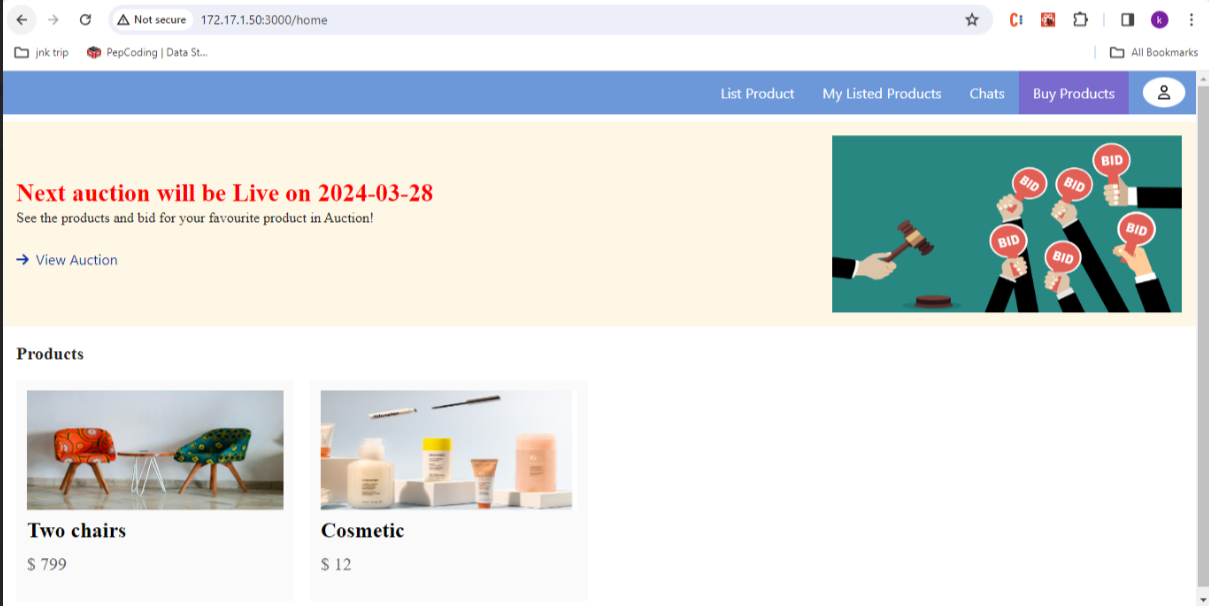 Not secure 172.17.1.50:3000/home k
jnk trip PepCoding | Data St... All Bookmarks
List Product My Listed Products Chats Buy Products
BID
BID BID
BID
BID
BID
Next auction will be Live on 2024-03-28
See the products and bid for your favourite product in Auction!
View Auction
Products
Two chairs
$ 799
Cosmetic
$ 12